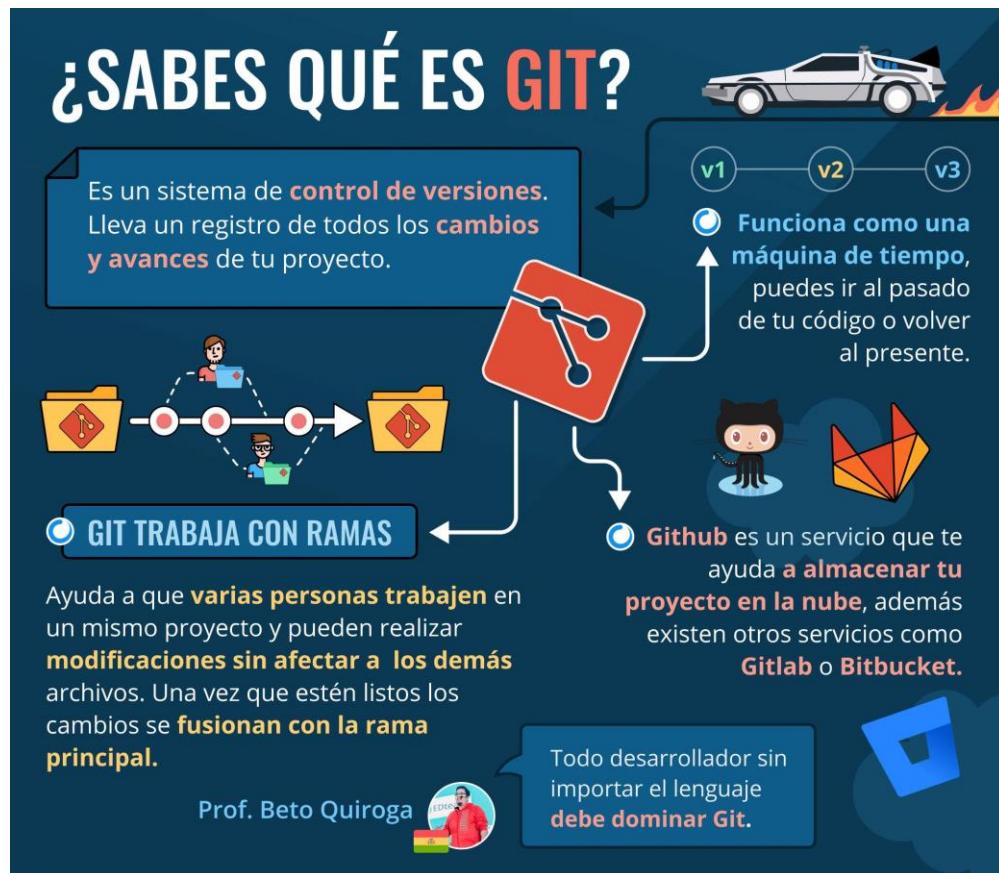 ¿SABES QUÉ ES GIT?
Es un sistema de control de versiones.
Lleva un registro de todos los cambios
y avances de tu proyecto.
v1
v2
v3
Funciona como una
máquina de tiempo,
puedes ir al pasado
de tu código o volver
al presente.
GIT TRABAJA CON RAMAS
Ayuda a que varias personas trabajen en
un mismo proyecto y pueden realizar
modificaciones sin afectar a los demás
archivos. Una vez que estén listos los
cambios se fusionan con la rama
principal.
Github es un servicio que te
ayuda a almacenar tu
proyecto en la nube, además
existen otros servicios como
Gitlab o Bitbucket.
Prof. Beto Quiroga
Todo desarrollador sin
importar el lenguaje
debe dominar Git.